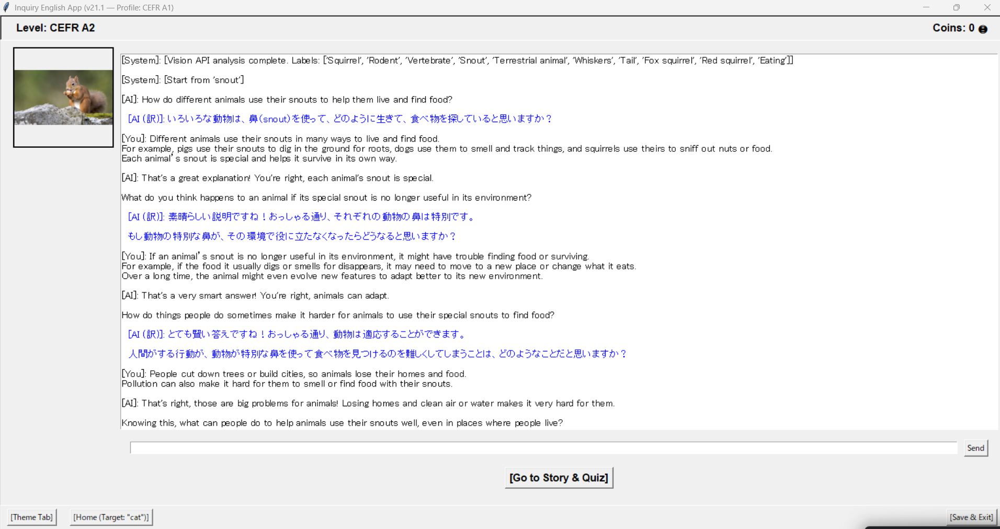 Inquiry English App (v21.1 — Profile: CEFR A1)
Level: CEFR A2
Coins: 0
[System]: [Vision API analysis complete. Labels: ['Squirrel', 'Rodent', 'Vertebrate', 'Snout', 'Terrestrial animal', 'Whiskers', 'Tail', 'Fox squirrel', 'Red squirrel', 'Eating']]
[System]: [Start from 'snout']
[AI]: How do different animals use their snouts to help them live and find food?
[AI (訳)]: いろいろな動物は、鼻(snout)を使って、どのように生きて、食べ物を探していると思いますか？
[You]: Different animals use their snouts in many ways to live and find food.
For example, pigs use their snouts to dig in the ground for roots, dogs use them to smell and track things, and squirrels use theirs to sniff out nuts or food.
Each animal’s snout is special and helps it survive in its own way.
[AI]: That's a great explanation! You're right, each animal's snout is special.
What do you think happens to an animal if its special snout is no longer useful in its environment?
[AI (訳)]: 素晴らしい説明ですね！おっしゃる通り、それぞれの動物の鼻は特別です。
もし動物の特別な鼻が、その環境で役に立たなくなったらどうなると思いますか？
[You]: If an animal’s snout is no longer useful in its environment, it might have trouble finding food or surviving.
For example, if the food it usually digs or smells for disappears, it may need to move to a new place or change what it eats.
Over a long time, the animal might even evolve new features to adapt better to its new environment.
[AI]: That's a very smart answer! You're right, animals can adapt.
How do things people do sometimes make it harder for animals to use their special snouts to find food?
[AI (訳)]: とても賢い答えですね！おっしゃる通り、動物は適応することができます。
人間がする行動が、動物が特別な鼻を使って食べ物を見つけるのを難しくしてしまうことは、どのようなことだと思いますか？
[You]: People cut down trees or build cities, so animals lose their homes and food.
Pollution can also make it hard for them to smell or find food with their snouts.
[AI]: That's right, those are big problems for animals! Losing homes and clean air or water makes it very hard for them.
Knowing this, what can people do to help animals use their snouts well, even in places where people live?
Send
[Go to Story & Quiz]
[Theme Tab]
[Home (Target: "cat")]
[Save & Exit]